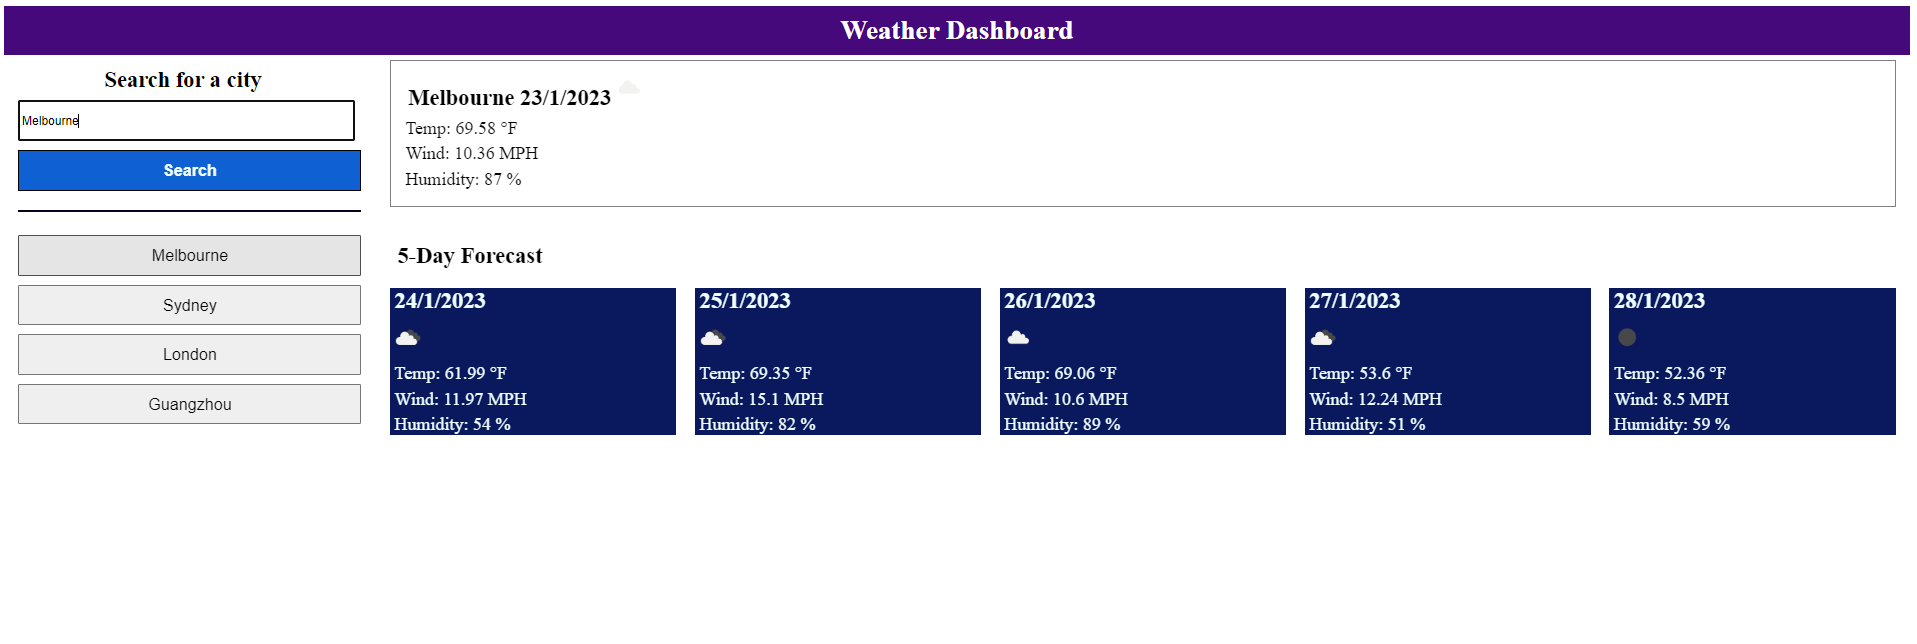 Weather Dashboard
Search for a city
Melbourne
Search
Melbourne
Sydney
London
Guangzhou
Melbourne 23/1/2023
Temp: 69.58 °F
Wind: 10.36 MPH
Humidity: 87 %
5-Day Forecast
24/1/2023
Temp: 61.99 °F
Wind: 11.97 MPH
Humidity: 54 %
25/1/2023
Temp: 69.35 °F
Wind: 15.1 MPH
Humidity: 82 %
26/1/2023
Temp: 69.06 °F
Wind: 10.6 MPH
Humidity: 89 %
27/1/2023
Temp: 53.6 °F
Wind: 12.24 MPH
Humidity: 51 %
28/1/2023
Temp: 52.36 °F
Wind: 8.5 MPH
Humidity: 59 %